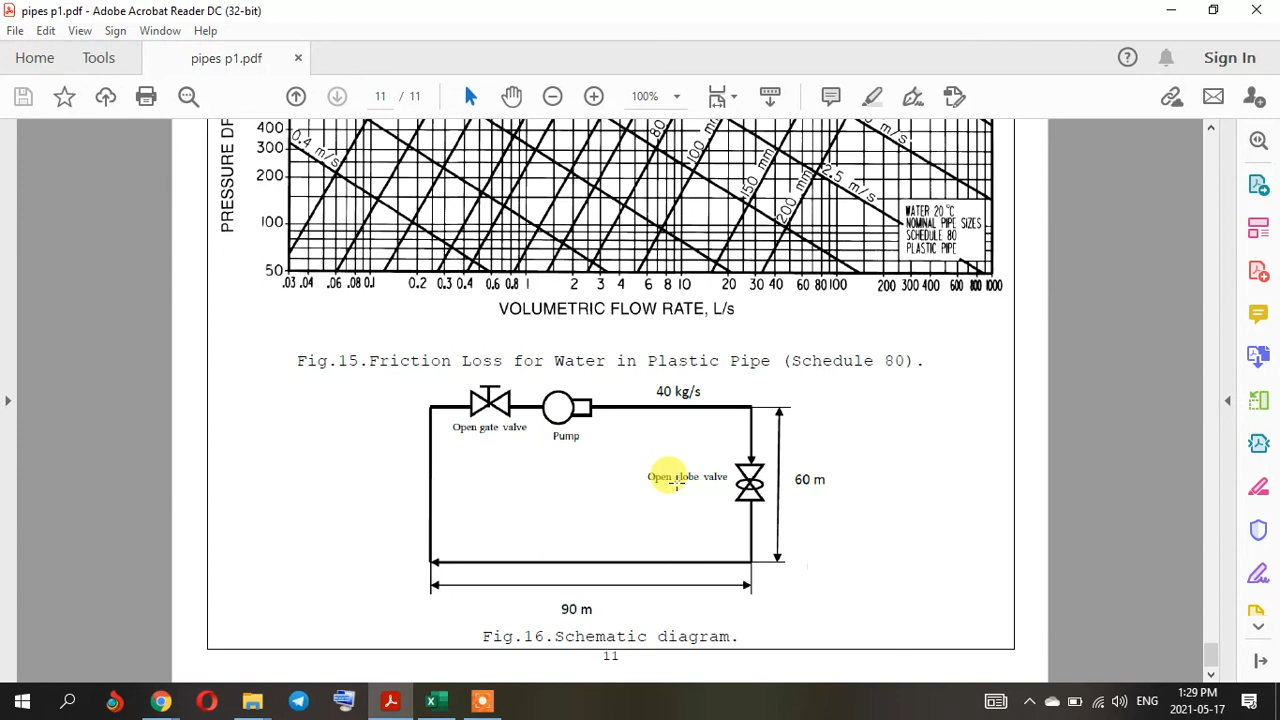 pipes p1.pdf - Adobe Acrobat Reader DC (32-bit)
File Edit View Sign Window Help
Home Tools pipes p1.pdf × Sign In
11 / 11 100%
PRESSURE DR
400
300
200
100
50
0.4 m/s
80
100 mm
150 mm
200 mm
m/s
2.5 m/s
WATER 20 °C
NOMINAL PIPE SIZES
SCHEDULE 80
PLASTIC PIPE
.03 .04 .06 .08 0.1 0.2 0.3 0.4 0.6 0.8 1 2 3 4 6 8 10 20 30 40 60 80 100 200 300 400 600 800 1000
VOLUMETRIC FLOW RATE, L/s
Fig.15.Friction Loss for Water in Plastic Pipe (Schedule 80).
40 kg/s
Open gate valve
Pump
Open globe valve
60 m
90 m
Fig.16.Schematic diagram.
11
ENG
1:29 PM
2021-05-17